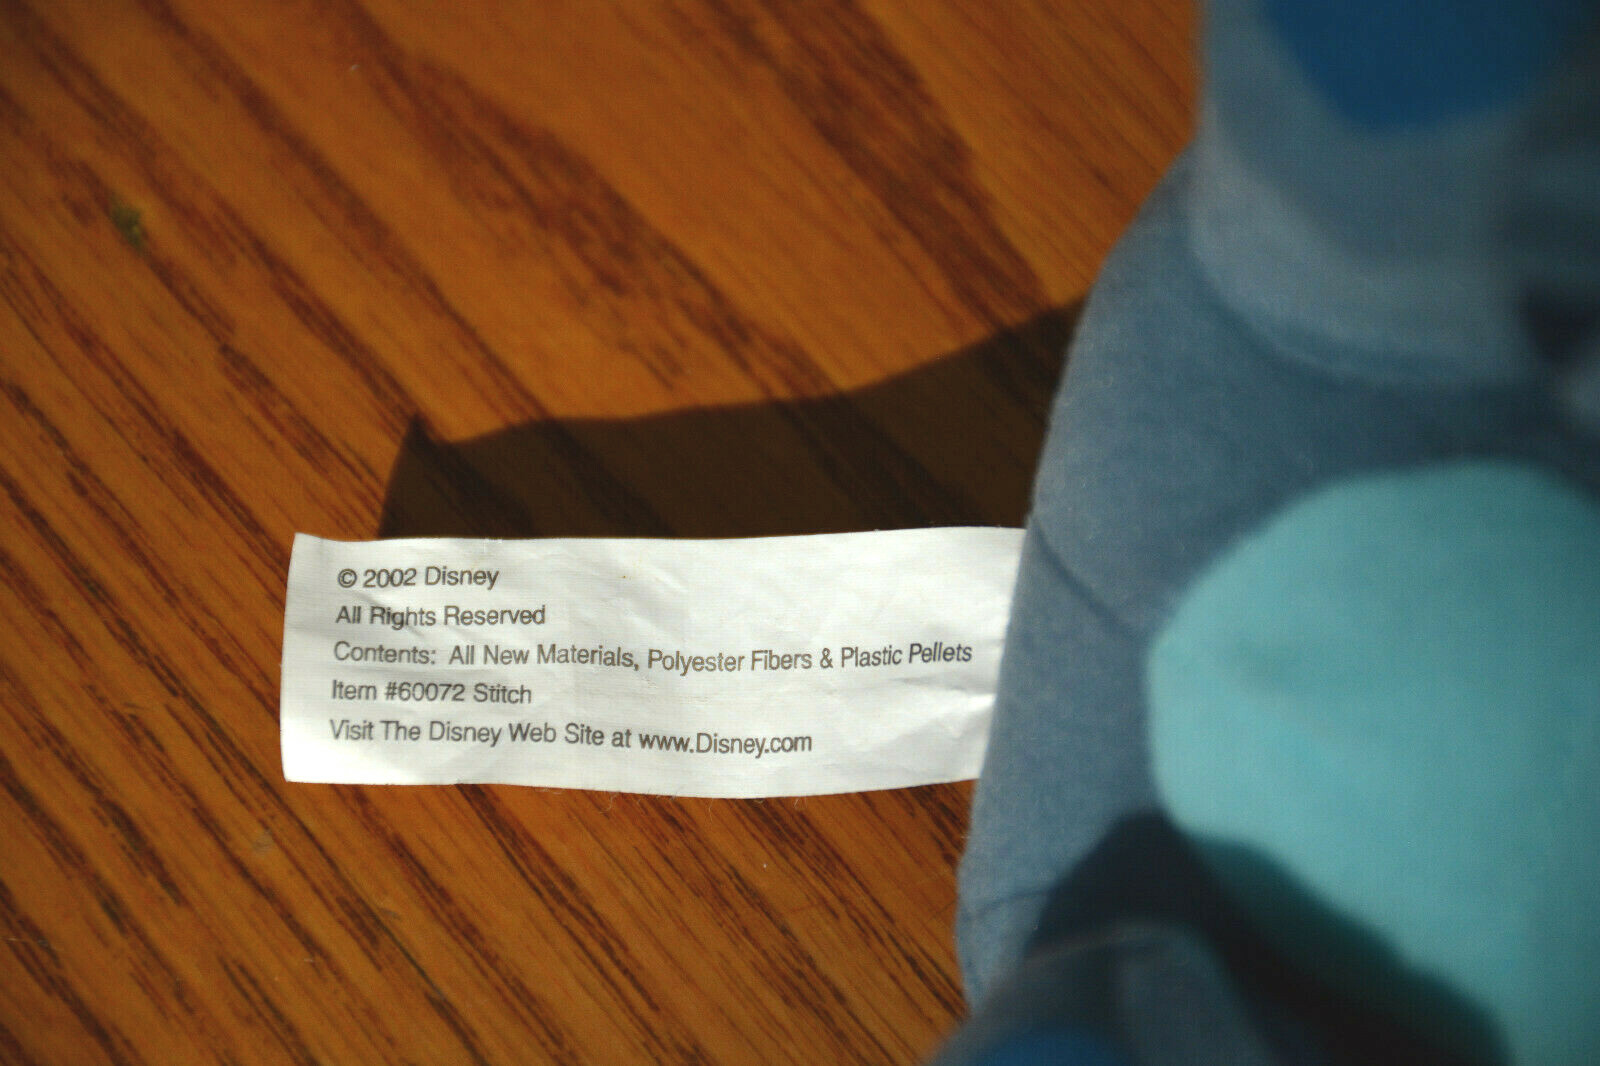 © 2002 Disney
All Rights Reserved
Contents: All New Materials, Polyester Fibers & Plastic Pellets
Item #60072 Stitch
Visit The Disney Web Site at www.Disney.com